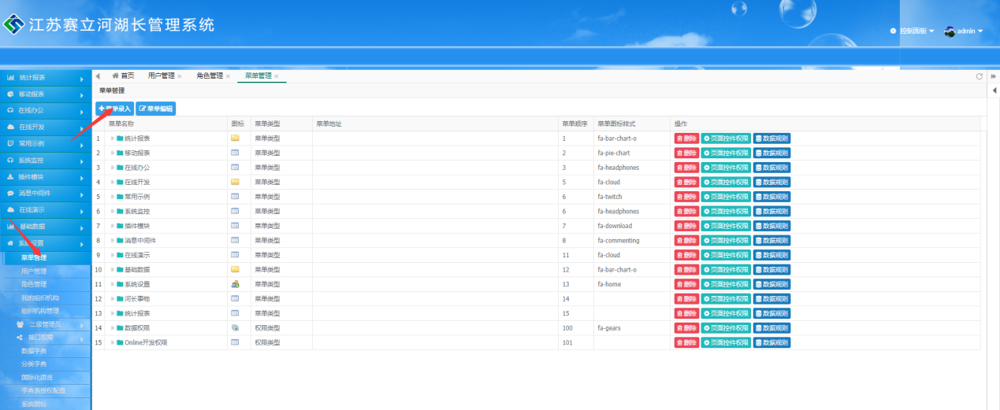 江苏赛立河湖长管理系统
控制面板 admin
统计报表
移动报表
在线办公
在线开发
常用示例
系统监控
插件模块
消息中间件
在线演示
基础数据
系统设置
菜单管理
用户管理
角色管理
我的组织机构
组织机构管理
二级管理员
接口权限
数据字典
分类字典
国际化语言
字典表授权配置
系统图标
首页 用户管理 × 角色管理 × 菜单管理 ×
菜单管理
菜单录入 菜单编辑
菜单名称 图标 菜单类型 菜单地址 菜单顺序 菜单图标样式 操作
1 统计报表 菜单类型 1 fa-bar-chart-o 删除 页面控件权限 数据规则
2 移动报表 菜单类型 2 fa-pie-chart 删除 页面控件权限 数据规则
3 在线办公 菜单类型 3 fa-headphones 删除 页面控件权限 数据规则
4 在线开发 菜单类型 5 fa-cloud 删除 页面控件权限 数据规则
5 常用示例 菜单类型 6 fa-twitch 删除 页面控件权限 数据规则
6 系统监控 菜单类型 6 fa-headphones 删除 页面控件权限 数据规则
7 插件模块 菜单类型 7 fa-download 删除 页面控件权限 数据规则
8 消息中间件 菜单类型 8 fa-commenting 删除 页面控件权限 数据规则
9 在线演示 菜单类型 11 fa-cloud 删除 页面控件权限 数据规则
10 基础数据 菜单类型 12 fa-bar-chart-o 删除 页面控件权限 数据规则
11 系统设置 菜单类型 13 fa-home 删除 页面控件权限 数据规则
12 河长事物 菜单类型 14 删除 页面控件权限 数据规则
13 统计报表 菜单类型 15 删除 页面控件权限 数据规则
14 数据权限 权限类型 100 fa-gears 删除 页面控件权限 数据规则
15 Online开发权限 权限类型 101 删除 页面控件权限 数据规则